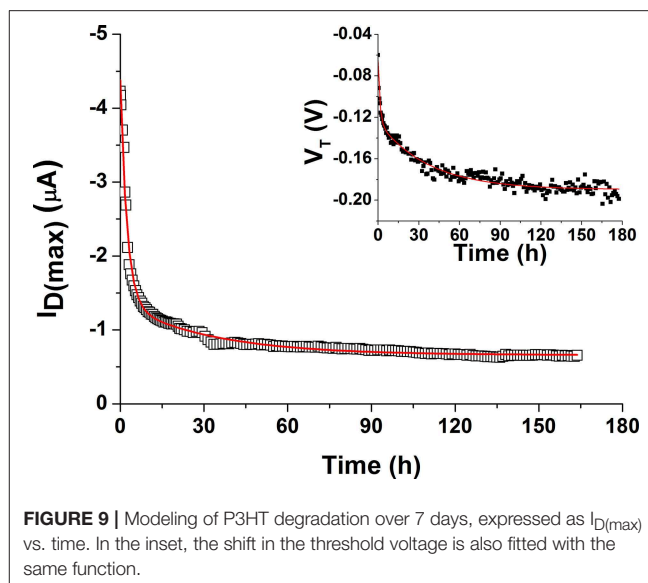 -5
-4
-3
-2
-1
0
I_D(max) (μA)
0 30 60 90 120 150 180
Time (h)
-0.04
-0.08
-0.12
-0.16
-0.20
V_T (V)
0 30 60 90 120 150 180
Time (h)
FIGURE 9 | Modeling of P3HT degradation over 7 days, expressed as I_D(max)
vs. time. In the inset, the shift in the threshold voltage is also fitted with the
same function.